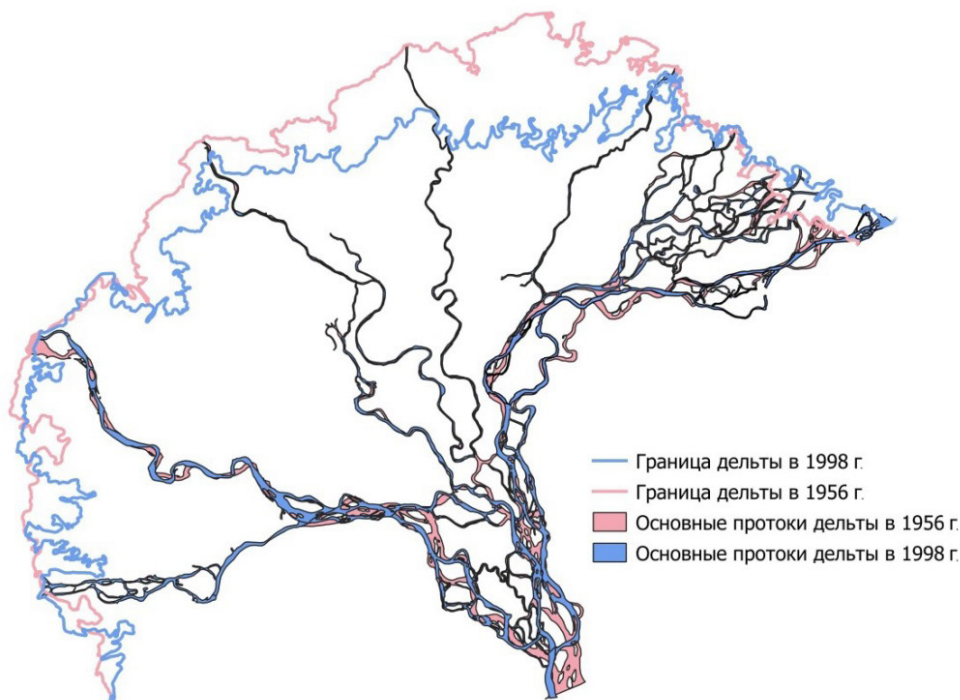 Граница дельты в 1998 г.
Граница дельты в 1956 г.
Основные протоки дельты в 1956 г.
Основные протоки дельты в 1998 г.